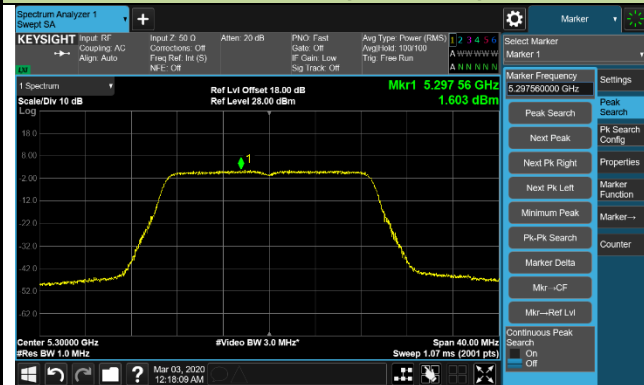 Spectrum Analyzer 1
Swept SA
Marker
KEYSIGHT
Input: RF
Coupling: AC
Align: Auto
Input Z: 50 Ω
Corrections: Off
Freq Ref: Int (S)
NFE: Off
Atten: 20 dB
PNO: Fast
Gate: Off
IF Gain: Low
Sig Track: Off
Avg Type: Power (RMS)
Avg|Hold: 100/100
Trig: Free Run
1 2 3 4 5 6
A W W W W W
A N N N N N
LXI
Select Marker
Marker 1
1 Spectrum
Scale/Div 10 dB
Log
Ref Lvl Offset 18.00 dB
Ref Level 28.00 dBm
Mkr1 5.297 56 GHz
1.603 dBm
18.0
8.00
-2.00
-12.0
-22.0
-32.0
-42.0
-52.0
-62.0
1
Center 5.30000 GHz
#Res BW 1.0 MHz
#Video BW 3.0 MHz*
Span 40.00 MHz
Sweep 1.07 ms (2001 pts)
Marker Frequency
5.297560000 GHz
Peak Search
Next Peak
Next Pk Right
Next Pk Left
Minimum Peak
Pk-Pk Search
Marker Delta
Mkr→CF
Mkr→Ref Lvl
Continuous Peak
Search
On
Off
Settings
Peak
Search
Pk Search
Config
Properties
Marker
Function
Marker→
Counter
?
Mar 03, 2020
12:18:09 AM